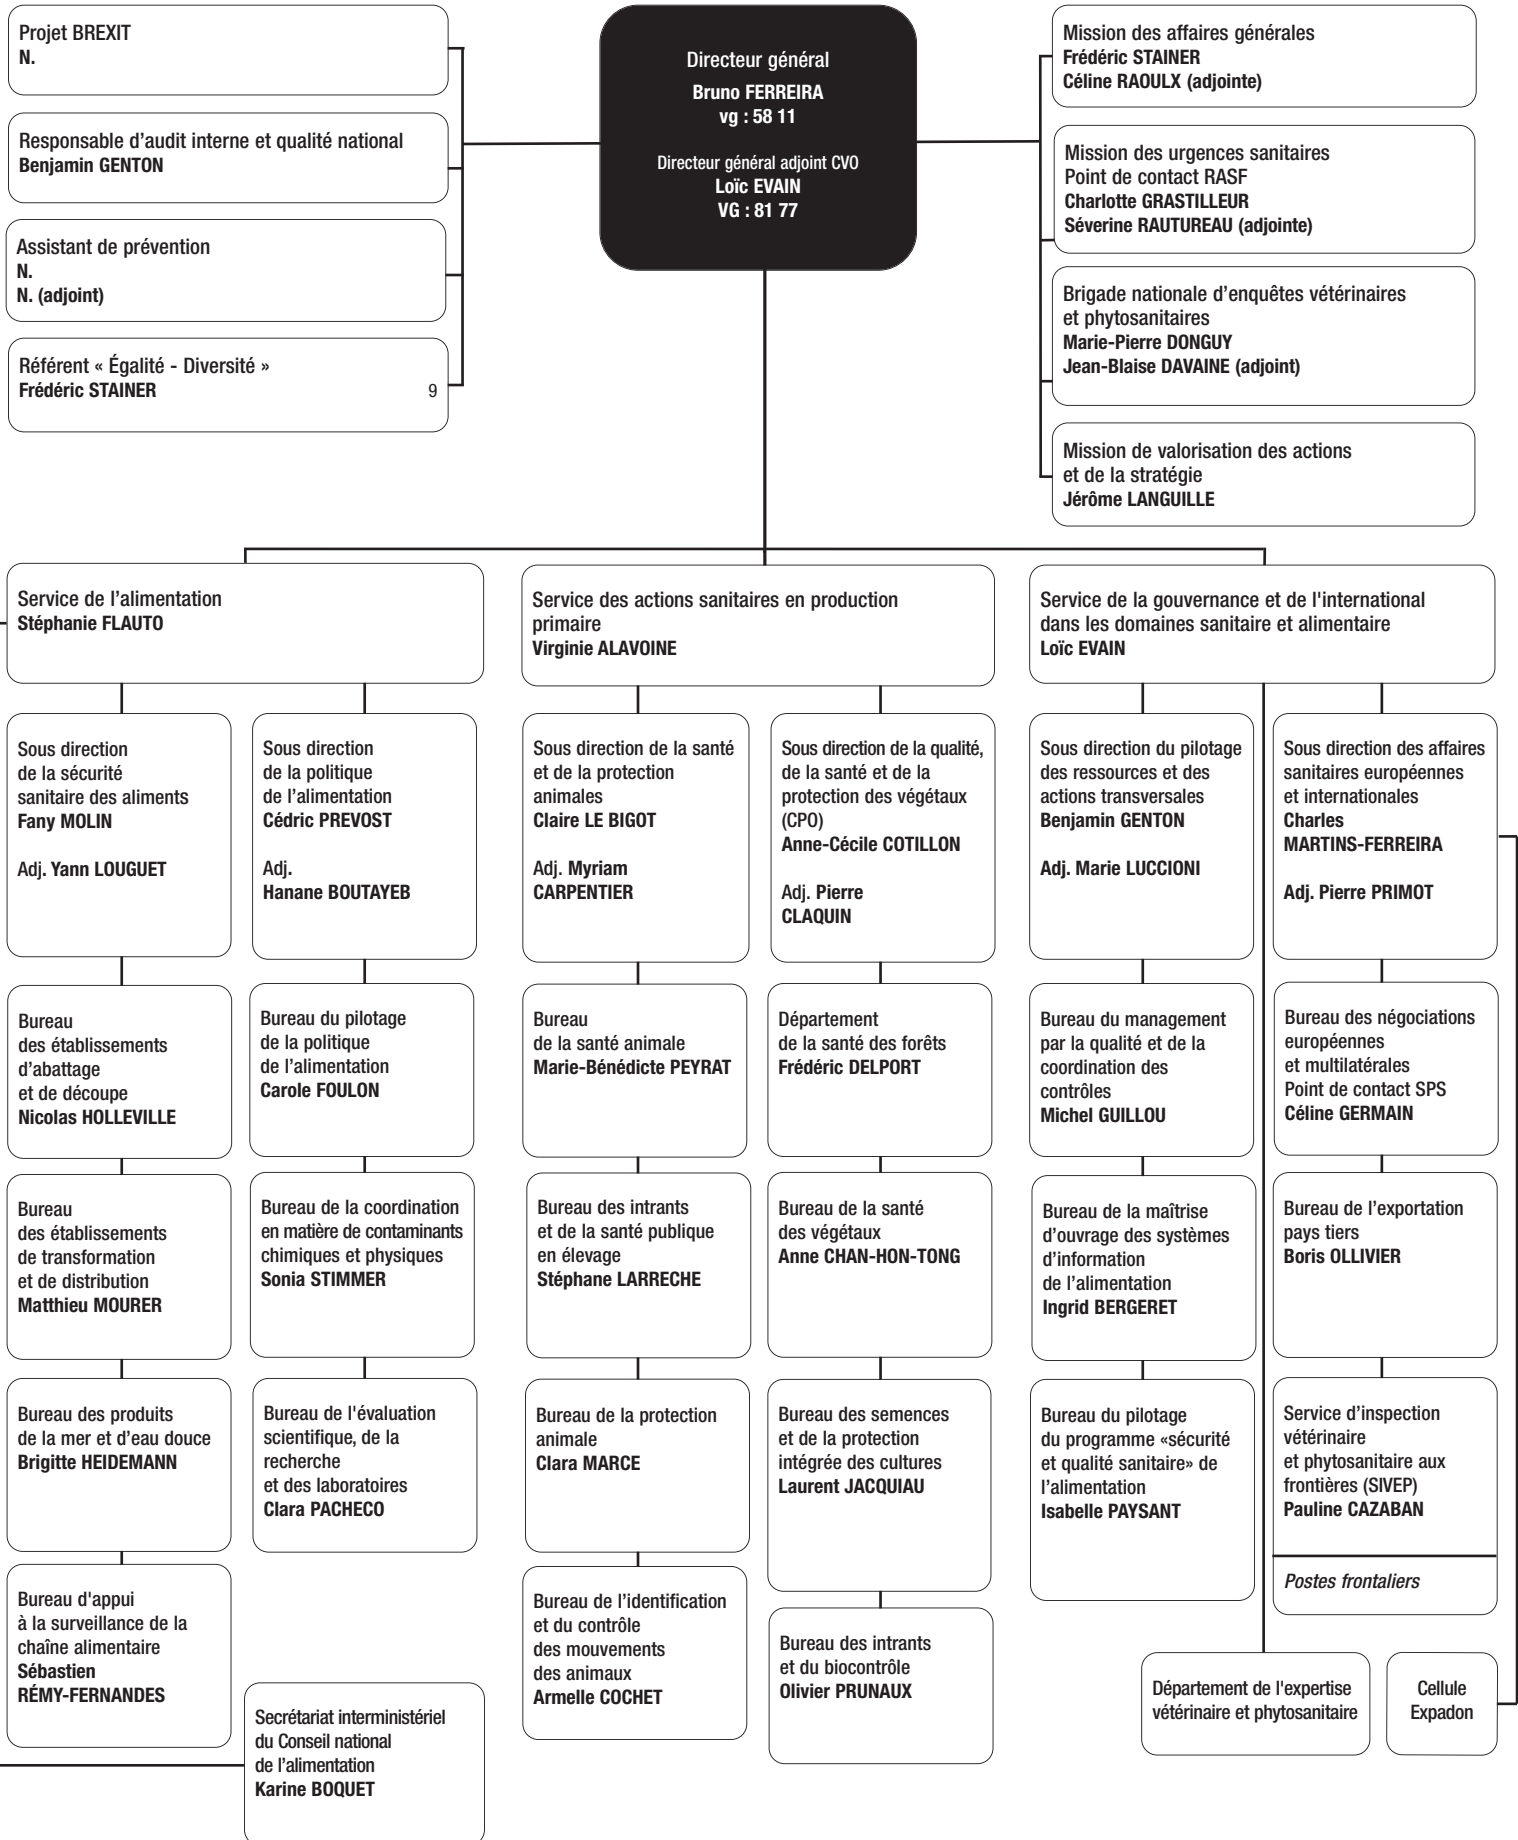 Projet BREXIT
N.
Responsable d’audit interne et qualité national
Benjamin GENTON
Assistant de prévention
N.
N. (adjoint)
Référent « Égalité - Diversité »
Frédéric STAINER 9
Directeur général
Bruno FERREIRA
vg : 58 11
Directeur général adjoint CVO
Loïc EVAIN
VG : 81 77
Mission des affaires générales
Frédéric STAINER
Céline RAOULX (adjointe)
Mission des urgences sanitaires
Point de contact RASF
Charlotte GRASTILLEUR
Séverine RAUTUREAU (adjointe)
Brigade nationale d’enquêtes vétérinaires
et phytosanitaires
Marie-Pierre DONGUY
Jean-Blaise DAVAINE (adjoint)
Mission de valorisation des actions
et de la stratégie
Jérôme LANGUILLE
Service de l’alimentation
Stéphanie FLAUTO
Service des actions sanitaires en production
primaire
Virginie ALAVOINE
Service de la gouvernance et de l'international
dans les domaines sanitaire et alimentaire
Loïc EVAIN
Sous direction
de la sécurité
sanitaire des aliments
Fany MOLIN
Adj. Yann LOUGUET
Sous direction
de la politique
de l’alimentation
Cédric PREVOST
Adj.
Hanane BOUTAYEB
Sous direction de la santé
et de la protection
animales
Claire LE BIGOT
Adj. Myriam
CARPENTIER
Sous direction de la qualité,
de la santé et de la
protection des végétaux
(CPO)
Anne-Cécile COTILLON
Adj. Pierre
CLAQUIN
Sous direction du pilotage
des ressources et des
actions transversales
Benjamin GENTON
Adj. Marie LUCCIONI
Sous direction des affaires
sanitaires européennes
et internationales
Charles
MARTINS-FERREIRA
Adj. Pierre PRIMOT
Bureau
des établissements
d’abattage
et de découpe
Nicolas HOLLEVILLE
Bureau du pilotage
de la politique
de l’alimentation
Carole FOULON
Bureau
de la santé animale
Marie-Bénédicte PEYRAT
Département
de la santé des forêts
Frédéric DELPORT
Bureau du management
par la qualité et de la
coordination des
contrôles
Michel GUILLOU
Bureau des négociations
européennes
et multilatérales
Point de contact SPS
Céline GERMAIN
Bureau
des établissements
de transformation
et de distribution
Matthieu MOURER
Bureau de la coordination
en matière de contaminants
chimiques et physiques
Sonia STIMMER
Bureau des intrants
et de la santé publique
en élevage
Stéphane LARRECHE
Bureau de la santé
des végétaux
Anne CHAN-HON-TONG
Bureau de la maîtrise
d’ouvrage des systèmes
d’information
de l’alimentation
Ingrid BERGERET
Bureau de l’exportation
pays tiers
Boris OLLIVIER
Bureau des produits
de la mer et d’eau douce
Brigitte HEIDEMANN
Bureau de l'évaluation
scientifique, de la
recherche
et des laboratoires
Clara PACHECO
Bureau de la protection
animale
Clara MARCE
Bureau des semences
et de la protection
intégrée des cultures
Laurent JACQUIAU
Bureau du pilotage
du programme «sécurité
et qualité sanitaire» de
l’alimentation
Isabelle PAYSANT
Service d’inspection
vétérinaire
et phytosanitaire aux
frontières (SIVEP)
Pauline CAZABAN
Postes frontaliers
Bureau d'appui
à la surveillance de la
chaîne alimentaire
Sébastien
RÉMY-FERNANDES
Bureau de l’identification
et du contrôle
des mouvements
des animaux
Armelle COCHET
Bureau des intrants
et du biocontrôle
Olivier PRUNAUX
Département de l'expertise
vétérinaire et phytosanitaire
Cellule
Expadon
Secrétariat interministériel
du Conseil national
de l’alimentation
Karine BOQUET